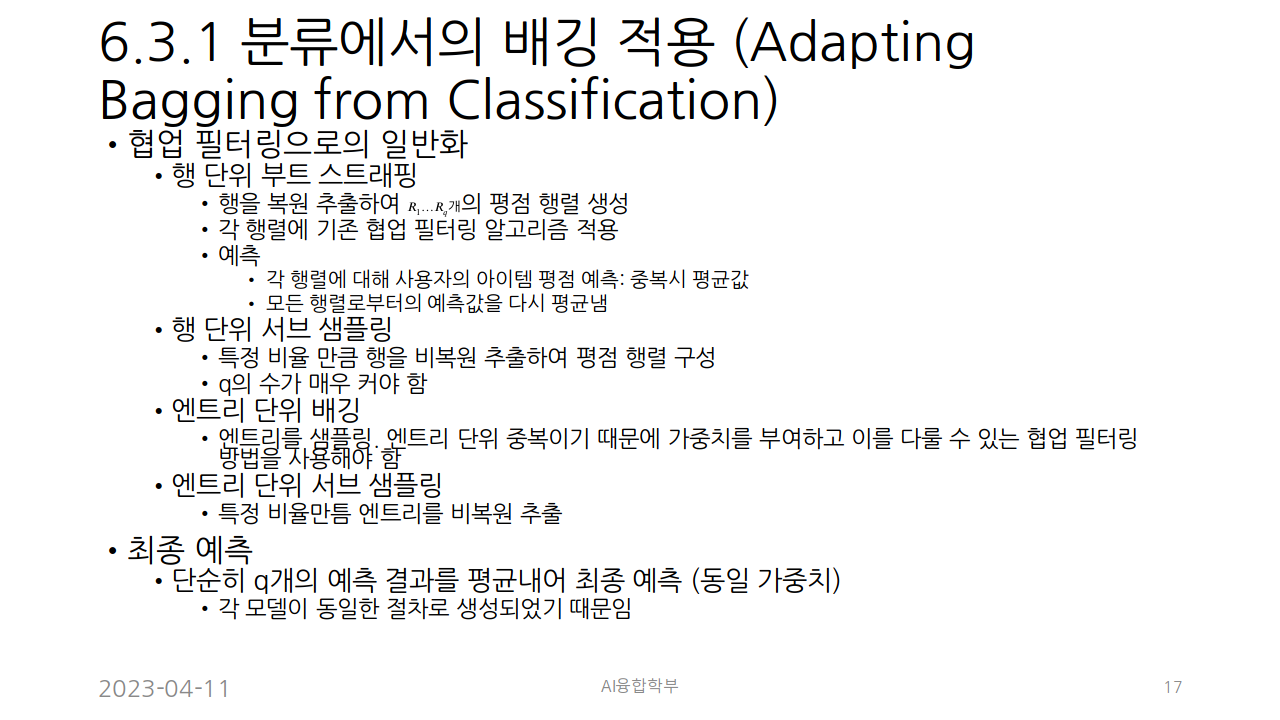 6.3.1 분류에서의 배깅 적용 (Adapting
Bagging from Classification)
• 협업 필터링으로의 일반화
• 행 단위 부트 스트래핑
• 행을 복원 추출하여 R₁…R_q개의 평점 행렬 생성
• 각 행렬에 기존 협업 필터링 알고리즘 적용
• 예측
• 각 행렬에 대해 사용자의 아이템 평점 예측: 중복시 평균값
• 모든 행렬로부터의 예측값을 다시 평균냄
• 행 단위 서브 샘플링
• 특정 비율 만큼 행을 비복원 추출하여 평점 행렬 구성
• q의 수가 매우 커야 함
• 엔트리 단위 배깅
• 엔트리를 샘플링. 엔트리 단위 중복이기 때문에 가중치를 부여하고 이를 다룰 수 있는 협업 필터링
방법을 사용해야 함
• 엔트리 단위 서브 샘플링
• 특정 비율만틈 엔트리를 비복원 추출
• 최종 예측
• 단순히 q개의 예측 결과를 평균내어 최종 예측 (동일 가중치)
• 각 모델이 동일한 절차로 생성되었기 때문임
2023-04-11
AI융합학부
17